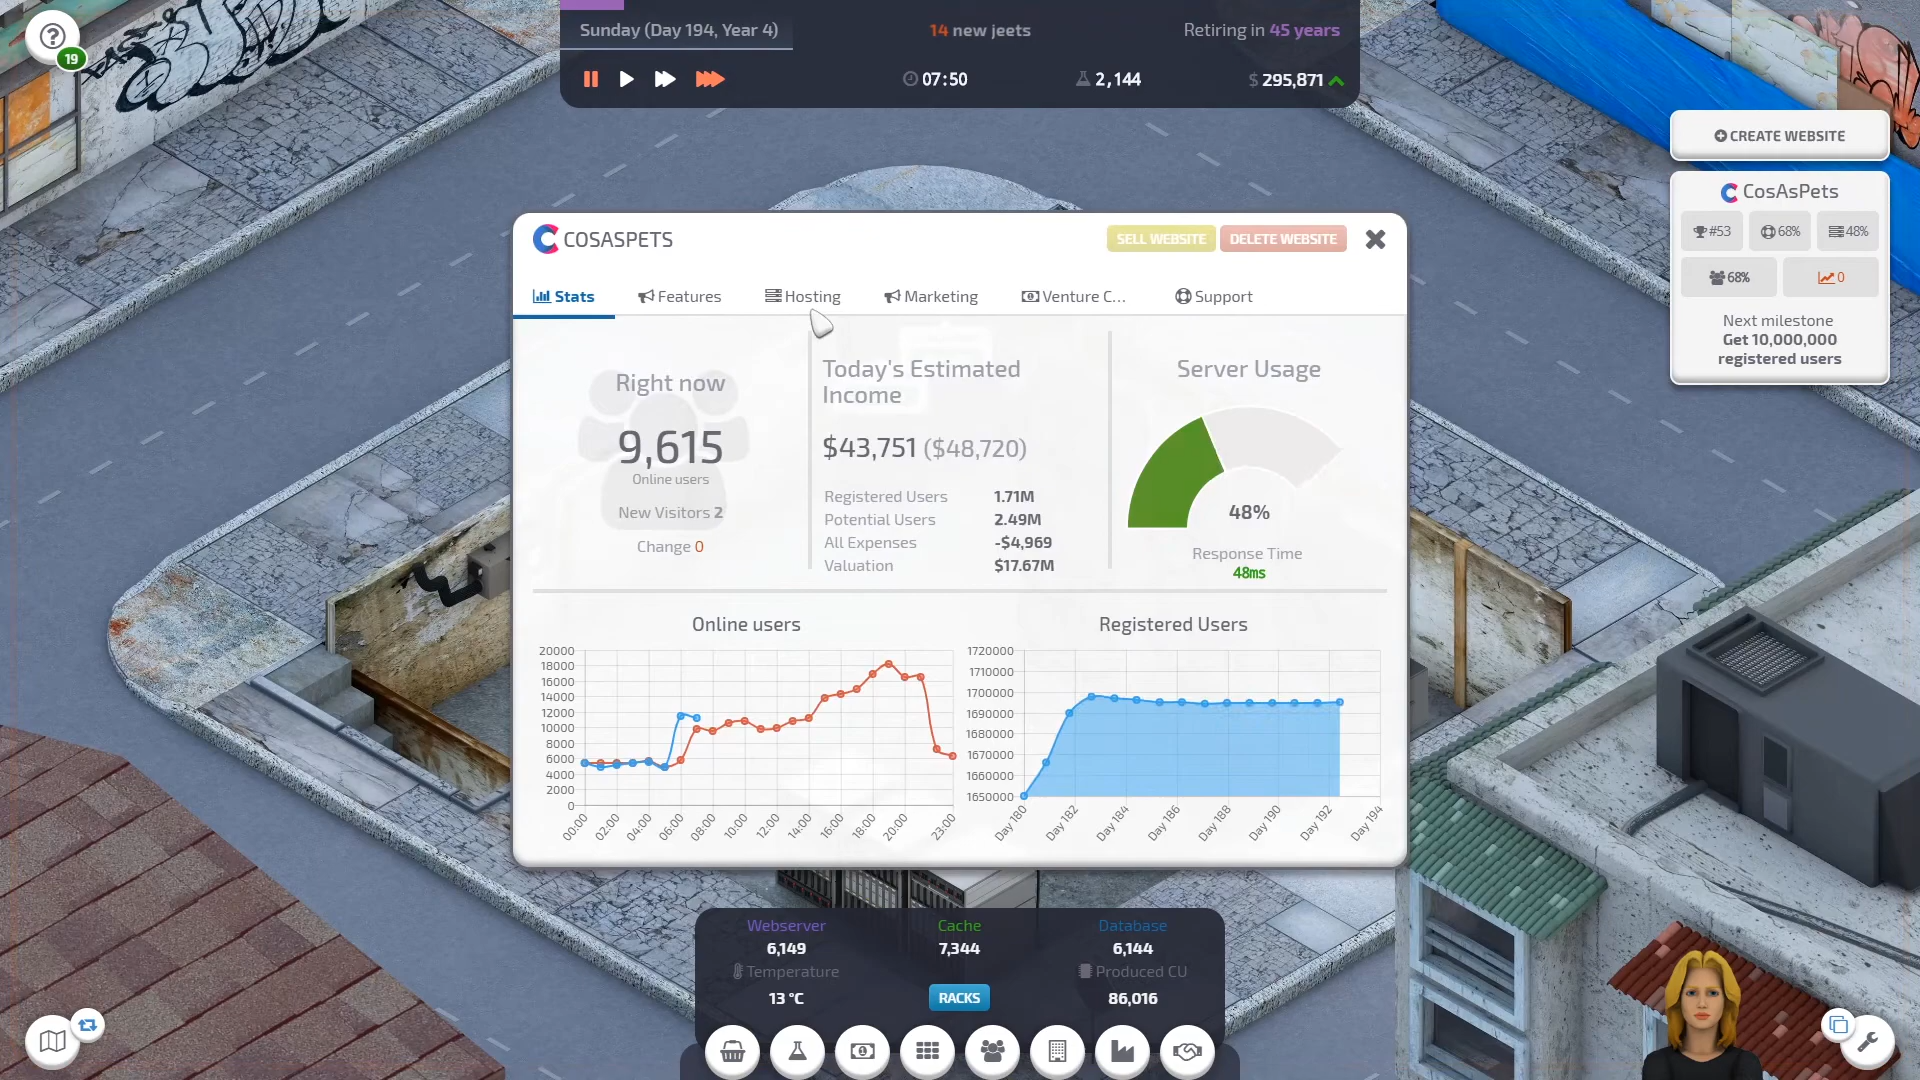 Sunday (Day 194, Year 4)
14 new jeets
Retiring in 45 years
19
07:50
2,144
$ 295,871
CREATE WEBSITE
CosAsPets
#53
68%
48%
68%
0
Next milestone
Get 10,000,000
registered users
COSASPETS
SELL WEBSITE
DELETE WEBSITE
Stats
Features
Hosting
Marketing
Venture C...
Support
Right now
9,615
Online users
New Visitors 2
Change 0
Today's Estimated
Income
$43,751 ($48,720)
Registered Users 1.71M
Potential Users 2.49M
All Expenses -$4,969
Valuation $17.67M
Server Usage
48%
Response Time
48ms
Online users
20000
18000
16000
14000
12000
10000
8000
6000
4000
2000
0
00:00
02:00
04:00
06:00
08:00
10:00
12:00
14:00
16:00
18:00
20:00
23:00
Registered Users
1720000
1710000
1700000
1690000
1680000
1670000
1660000
1650000
Day 180
Day 182
Day 184
Day 186
Day 188
Day 190
Day 192
Day 194
Webserver
Cache
Database
6,149
7,344
6,144
Temperature
Produced CU
13 °C
RACKS
86,016